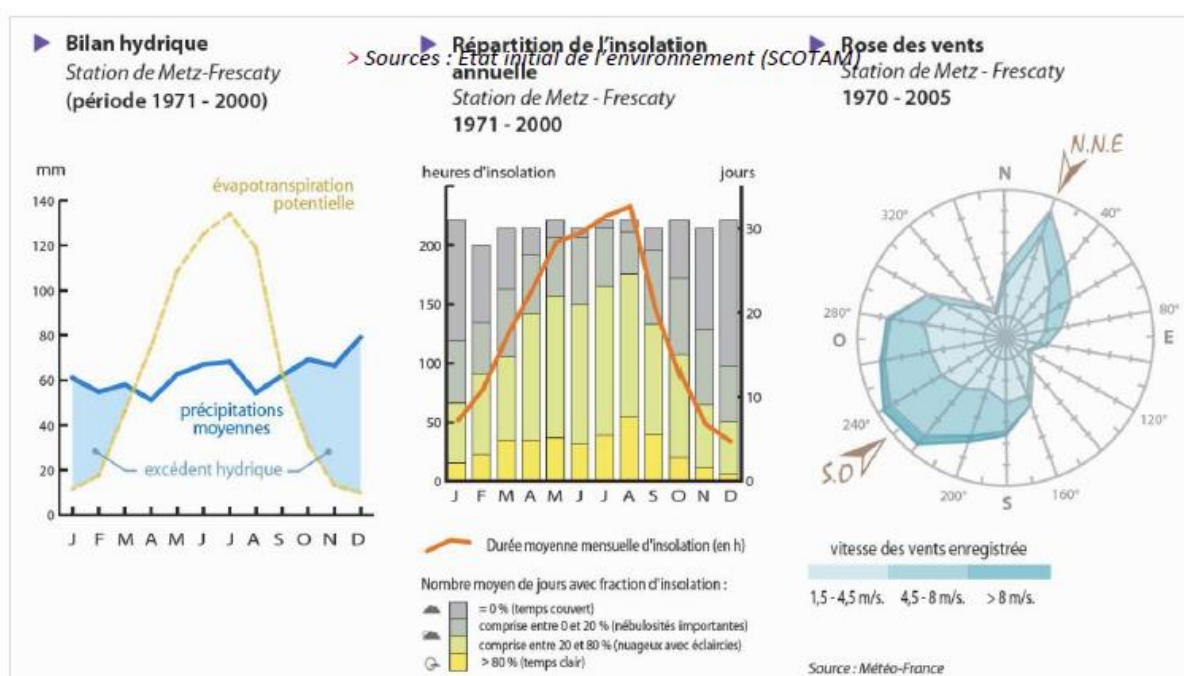 > Sources : Etat initial de l'environnement (SCOTAM)
Bilan hydrique
Station de Metz-Frescaty
(période 1971 - 2000)
mm
140
120
100
80
60
40
20
0
évapotranspiration
potentielle
précipitations
moyennes
excédent hydrique
J F M A M J J A S O N D
Répartition de l'insolation
annuelle
Station de Metz - Frescaty
1971 - 2000
heures d'insolation
jours
200
150
100
50
0
30
20
10
0
J F M A M J J A S O N D
Durée moyenne mensuelle d'insolation (en h)
Nombre moyen de jours avec fraction d'insolation :
= 0 % (temps couvert)
comprise entre 0 et 20 % (nébulosités importantes)
comprise entre 20 et 80 % (nuageux avec éclaircies)
> 80 % (temps clair)
Rose des vents
Station de Metz - Frescaty
1970 - 2005
N.N.E
N
320°
40°
280°
80°
O
E
240°
120°
S.O
200°
160°
S
vitesse des vents enregistrée
1,5 - 4,5 m/s. 4,5 - 8 m/s. > 8 m/s.
Source : Météo-France